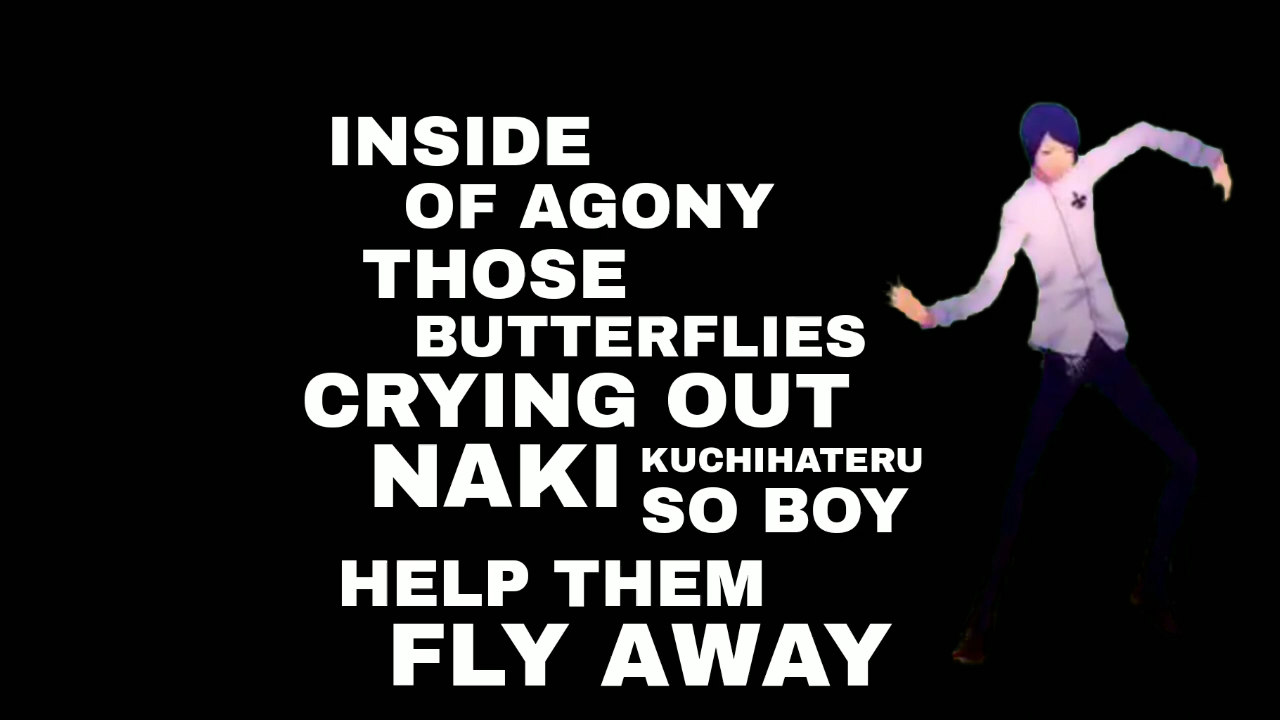 INSIDE
OF AGONY
THOSE
BUTTERFLIES
CRYING OUT
NAKI KUCHIHATERU
SO BOY
HELP THEM
FLY AWAY